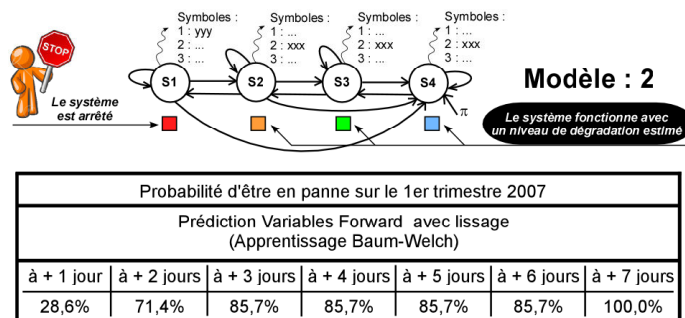 Symboles :
1 : yyy
2 : ...
3 : ...
Symboles :
1 : ...
2 : xxx
3 : ...
Symboles :
1 : ...
2 : xxx
3 : ...
Symboles :
1 : ...
2 : xxx
3 : ...
STOP
S1
S2
S3
S4
π
Modèle : 2
Le système
est arrêté
Le système fonctionne avec
un niveau de dégradation estimé
Probabilité d'être en panne sur le 1er trimestre 2007
Prédiction Variables Forward avec lissage
(Apprentissage Baum-Welch)
à + 1 jour à + 2 jours à + 3 jours à + 4 jours à + 5 jours à + 6 jours à + 7 jours
28,6% 71,4% 85,7% 85,7% 85,7% 85,7% 100,0%